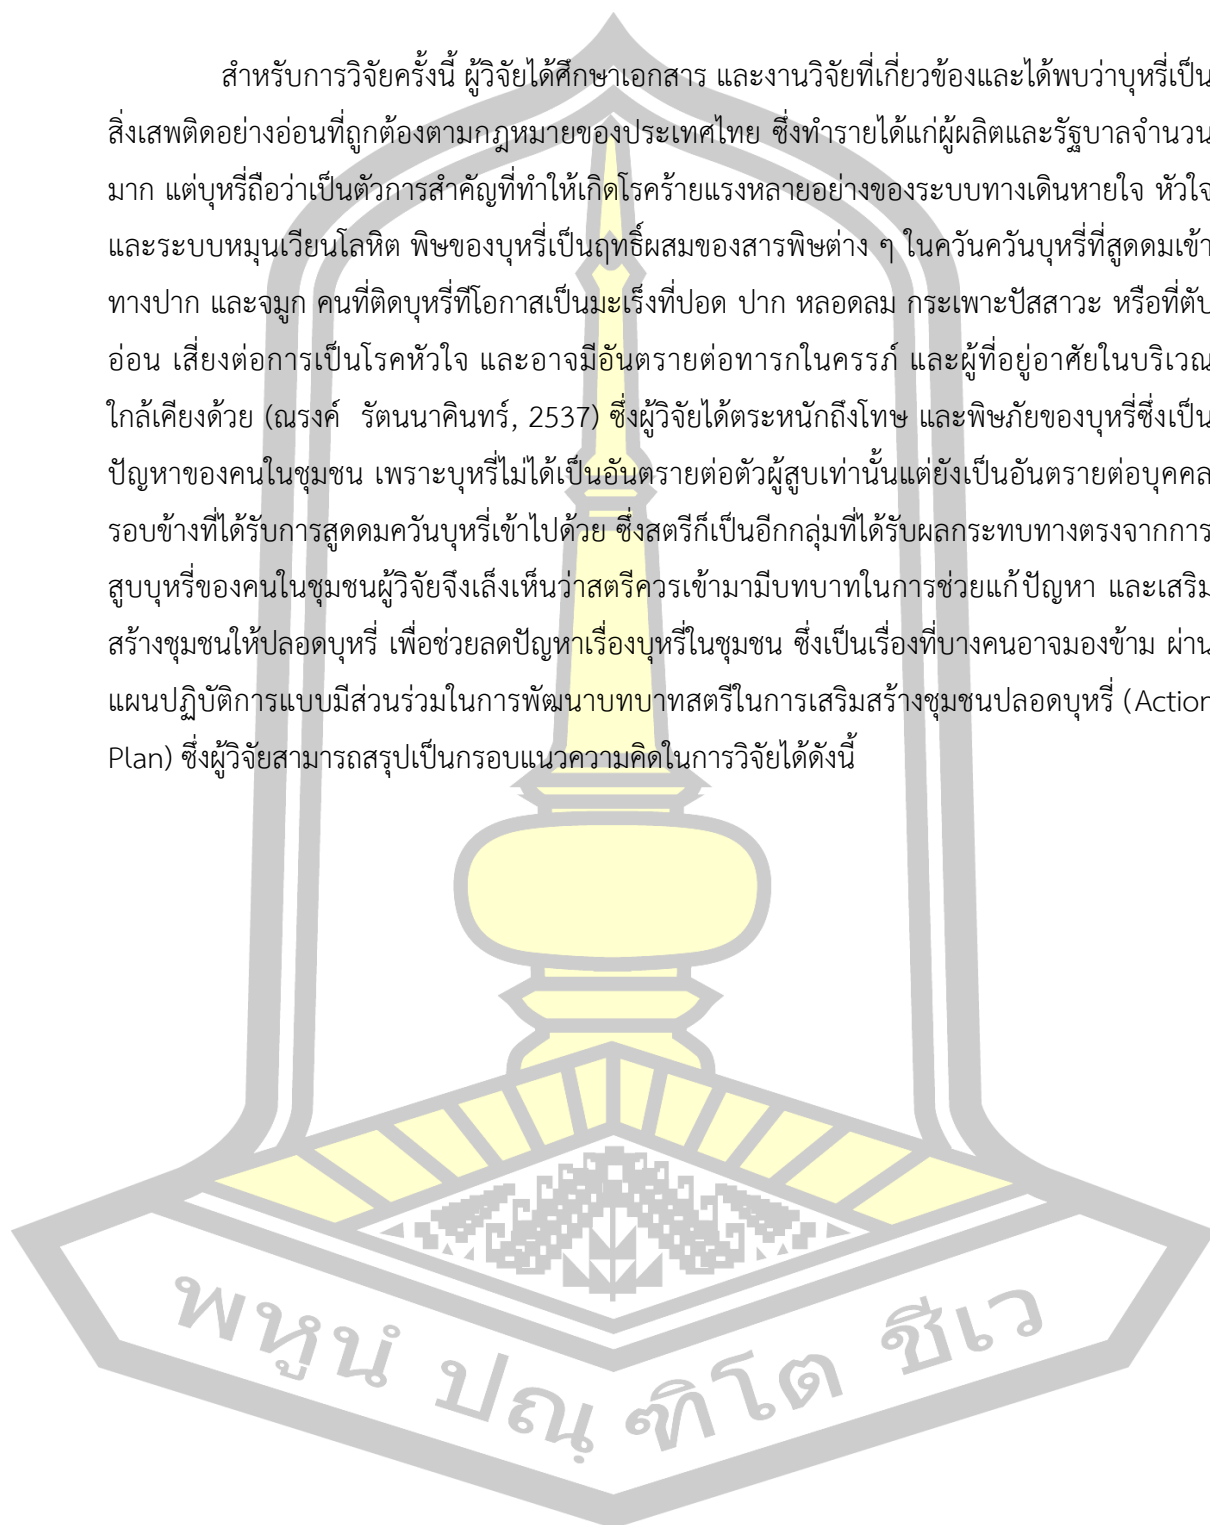 สำหรับการวิจัยครั้งนี้ ผู้วิจัยได้ศึกษาเอกสาร และงานวิจัยที่เกี่ยวข้องและได้พบว่าบุหรี่เป็น
สิ่งเสพติดอย่างอ่อนที่ถูกต้องตามกฎหมายของประเทศไทย ซึ่งทำรายได้แก่ผู้ผลิตและรัฐบาลจำนวน
มาก แต่บุหรี่ถือว่าเป็นตัวการสำคัญที่ทำให้เกิดโรคร้ายแรงหลายอย่างของระบบทางเดินหายใจ หัวใจ
และระบบหมุนเวียนโลหิต พิษของบุหรี่เป็นฤทธิ์ผสมของสารพิษต่าง ๆ ในควันควันบุหรี่ที่สูดดมเข้า
ทางปาก และจมูก คนที่ติดบุหรี่ทีโอกาสเป็นมะเร็งที่ปอด ปาก หลอดลม กระเพาะปัสสาวะ หรือที่ตับ
อ่อน เสี่ยงต่อการเป็นโรคหัวใจ และอาจมีอันตรายต่อทารกในครรภ์ และผู้ที่อยู่อาศัยในบริเวณ
ใกล้เคียงด้วย (ณรงค์ รัตนนาคินทร์, 2537) ซึ่งผู้วิจัยได้ตระหนักถึงโทษ และพิษภัยของบุหรี่ซึ่งเป็น
ปัญหาของคนในชุมชน เพราะบุหรี่ไม่ได้เป็นอันตรายต่อตัวผู้สูบเท่านั้นแต่ยังเป็นอันตรายต่อบุคคล
รอบข้างที่ได้รับการสูดดมควันบุหรี่เข้าไปด้วย ซึ่งสตรีก็เป็นอีกกลุ่มที่ได้รับผลกระทบทางตรงจากการ
สูบบุหรี่ของคนในชุมชนผู้วิจัยจึงเล็งเห็นว่าสตรีควรเข้ามามีบทบาทในการช่วยแก้ปัญหา และเสริม
สร้างชุมชนให้ปลอดบุหรี่ เพื่อช่วยลดปัญหาเรื่องบุหรี่ในชุมชน ซึ่งเป็นเรื่องที่บางคนอาจมองข้าม ผ่าน
แผนปฏิบัติการแบบมีส่วนร่วมในการพัฒนาบทบาทสตรีในการเสริมสร้างชุมชนปลอดบุหรี่ (Action
Plan) ซึ่งผู้วิจัยสามารถสรุปเป็นกรอบแนวความคิดในการวิจัยได้ดังนี้
พหูนํ ปณฺฑิโต ชีเว